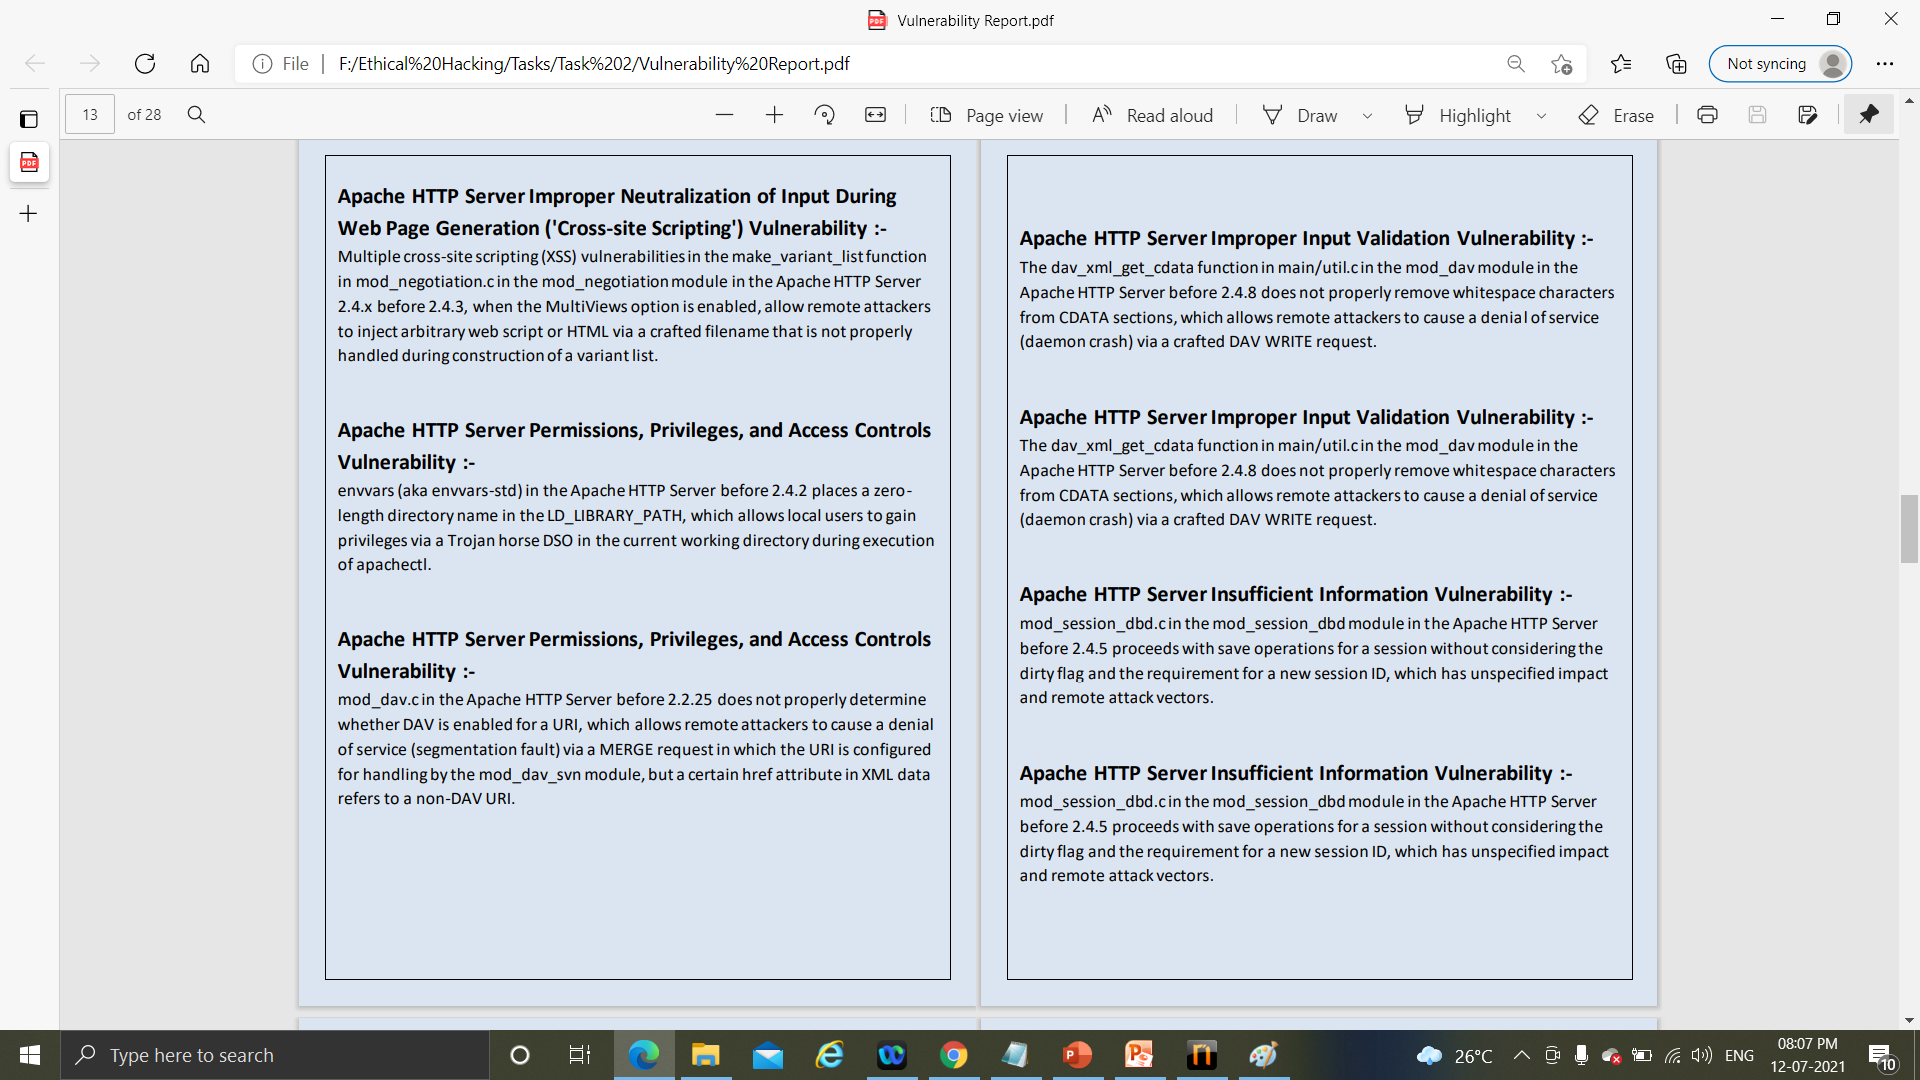 Vulnerability Report.pdf
File
F:/Ethical%20Hacking/Tasks/Task%202/Vulnerability%20Report.pdf
Not syncing
13 of 28
Page view
Read aloud
Draw
Highlight
Erase
Apache HTTP Server Improper Neutralization of Input During
Web Page Generation ('Cross-site Scripting') Vulnerability :-
Multiple cross-site scripting (XSS) vulnerabilities in the make_variant_list function
in mod_negotiation.c in the mod_negotiation module in the Apache HTTP Server
2.4.x before 2.4.3, when the MultiViews option is enabled, allow remote attackers
to inject arbitrary web script or HTML via a crafted filename that is not properly
handled during construction of a variant list.
Apache HTTP Server Permissions, Privileges, and Access Controls
Vulnerability :-
envvars (aka envvars-std) in the Apache HTTP Server before 2.4.2 places a zero-
length directory name in the LD_LIBRARY_PATH, which allows local users to gain
privileges via a Trojan horse DSO in the current working directory during execution
of apachectl.
Apache HTTP Server Permissions, Privileges, and Access Controls
Vulnerability :-
mod_dav.c in the Apache HTTP Server before 2.2.25 does not properly determine
whether DAV is enabled for a URI, which allows remote attackers to cause a denial
of service (segmentation fault) via a MERGE request in which the URI is configured
for handling by the mod_dav_svn module, but a certain href attribute in XML data
refers to a non-DAV URI.
Apache HTTP Server Improper Input Validation Vulnerability :-
The dav_xml_get_cdata function in main/util.c in the mod_dav module in the
Apache HTTP Server before 2.4.8 does not properly remove whitespace characters
from CDATA sections, which allows remote attackers to cause a denial of service
(daemon crash) via a crafted DAV WRITE request.
Apache HTTP Server Improper Input Validation Vulnerability :-
The dav_xml_get_cdata function in main/util.c in the mod_dav module in the
Apache HTTP Server before 2.4.8 does not properly remove whitespace characters
from CDATA sections, which allows remote attackers to cause a denial of service
(daemon crash) via a crafted DAV WRITE request.
Apache HTTP Server Insufficient Information Vulnerability :-
mod_session_dbd.c in the mod_session_dbd module in the Apache HTTP Server
before 2.4.5 proceeds with save operations for a session without considering the
dirty flag and the requirement for a new session ID, which has unspecified impact
and remote attack vectors.
Apache HTTP Server Insufficient Information Vulnerability :-
mod_session_dbd.c in the mod_session_dbd module in the Apache HTTP Server
before 2.4.5 proceeds with save operations for a session without considering the
dirty flag and the requirement for a new session ID, which has unspecified impact
and remote attack vectors.
Type here to search
26°C
ENG
08:07 PM
12-07-2021
10